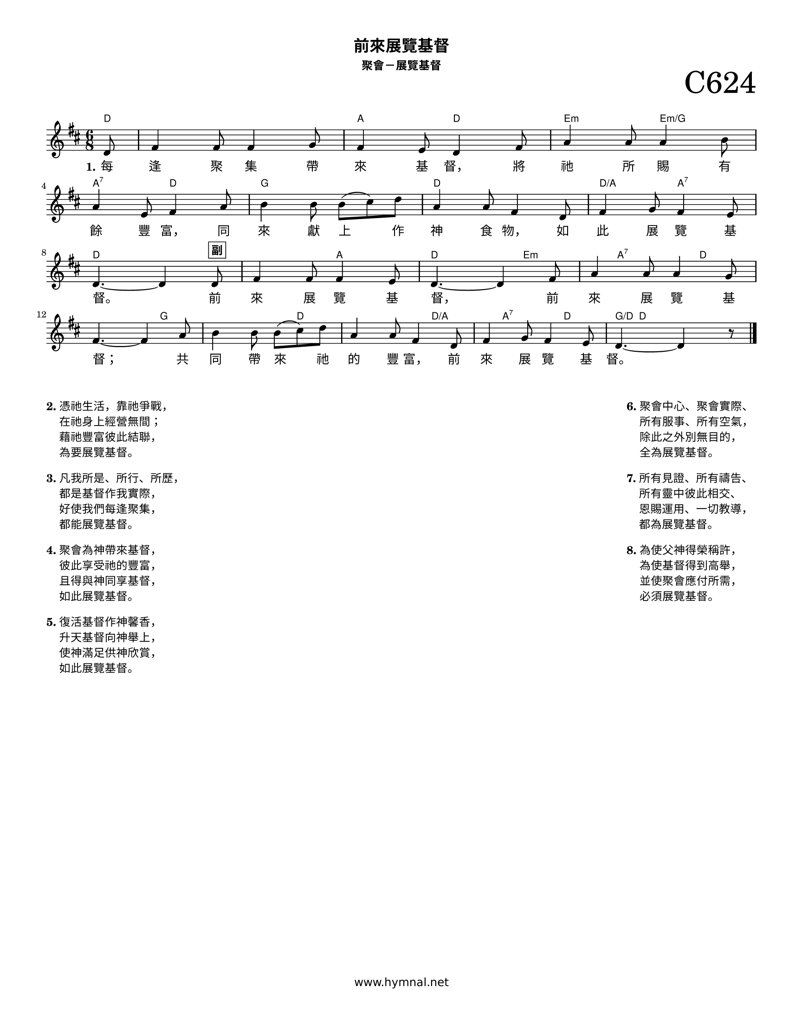 前來展覽基督
聚會－展覽基督
C624
D A D Em Em/G
6
8
1. 每 逢 聚 集 帶 來 基 督， 將 祂 所 賜 有
4 A7 D G D D/A A7
餘 豐 富， 同 來 獻 上 作 神 食 物， 如 此 展 覽 基
8 D 副 A D Em A7 D
督。 前 來 展 覽 基 督， 前 來 展 覽 基
12 G D D/A A7 D G/D D
督； 共 同 帶 來 祂 的 豐 富， 前 來 展 覽 基 督。
2. 憑祂生活，靠祂爭戰，
在祂身上經營無間；
藉祂豐富彼此結聯，
為要展覽基督。
3. 凡我所是、所行、所歷，
都是基督作我實際，
好使我們每逢聚集，
都能展覽基督。
4. 聚會為神帶來基督，
彼此享受祂的豐富，
且得與神同享基督，
如此展覽基督。
5. 復活基督作神馨香，
升天基督向神舉上，
使神滿足供神欣賞，
如此展覽基督。
6. 聚會中心、聚會實際、
所有服事、所有空氣，
除此之外別無目的，
全為展覽基督。
7. 所有見證、所有禱告、
所有靈中彼此相交、
恩賜運用、一切教導，
都為展覽基督。
8. 為使父神得榮稱許，
為使基督得到高舉，
並使聚會應付所需，
必須展覽基督。
www.hymnal.net